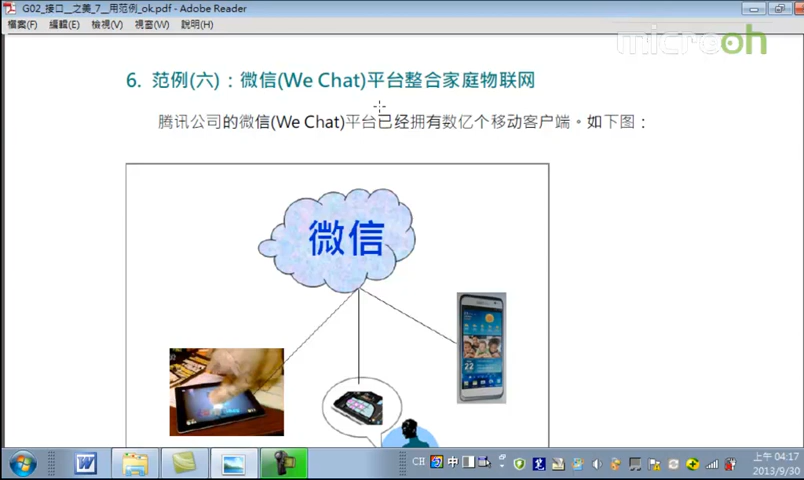 G02_接口__之美_7__用范例_ok.pdf - Adobe Reader
檔案(F) 編輯(E) 檢視(V) 視窗(W) 說明(H)
microoh
6. 范例(六)：微信(We Chat)平台整合家庭物联网
腾讯公司的微信(We Chat)平台已经拥有数亿个移动客户端。如下图：
微信
22
CH 中
上午 04:17
2013/9/30